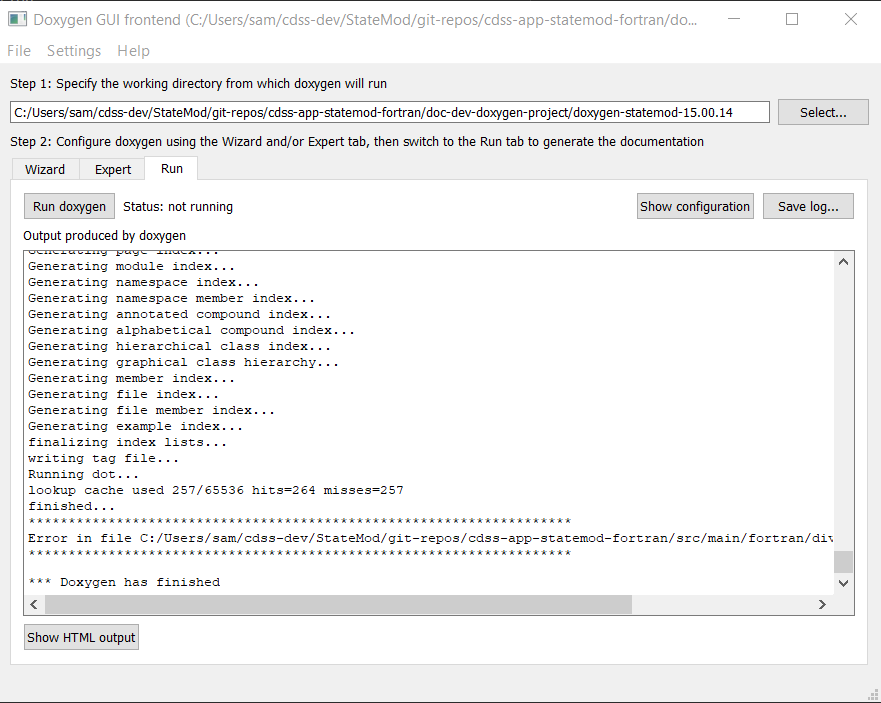 Doxygen GUI frontend (C:/Users/sam/cdss-dev/StateMod/git-repos/cdss-app-statemod-fortran/do...
File Settings Help
Step 1: Specify the working directory from which doxygen will run
C:/Users/sam/cdss-dev/StateMod/git-repos/cdss-app-statemod-fortran/doc-dev-doxygen-project/doxygen-statemod-15.00.14 Select...
Step 2: Configure doxygen using the Wizard and/or Expert tab, then switch to the Run tab to generate the documentation
Wizard Expert Run
Run doxygen Status: not running Show configuration Save log...
Output produced by doxygen
Generating page index...
Generating module index...
Generating namespace index...
Generating namespace member index...
Generating annotated compound index...
Generating alphabetical compound index...
Generating hierarchical class index...
Generating graphical class hierarchy...
Generating member index...
Generating file index...
Generating file member index...
Generating example index...
finalizing index lists...
writing tag file...
Running dot...
lookup cache used 257/65536 hits=264 misses=257
finished...
********************************************************************
Error in file C:/Users/sam/cdss-dev/StateMod/git-repos/cdss-app-statemod-fortran/src/main/fortran/div
********************************************************************
*** Doxygen has finished
Show HTML output